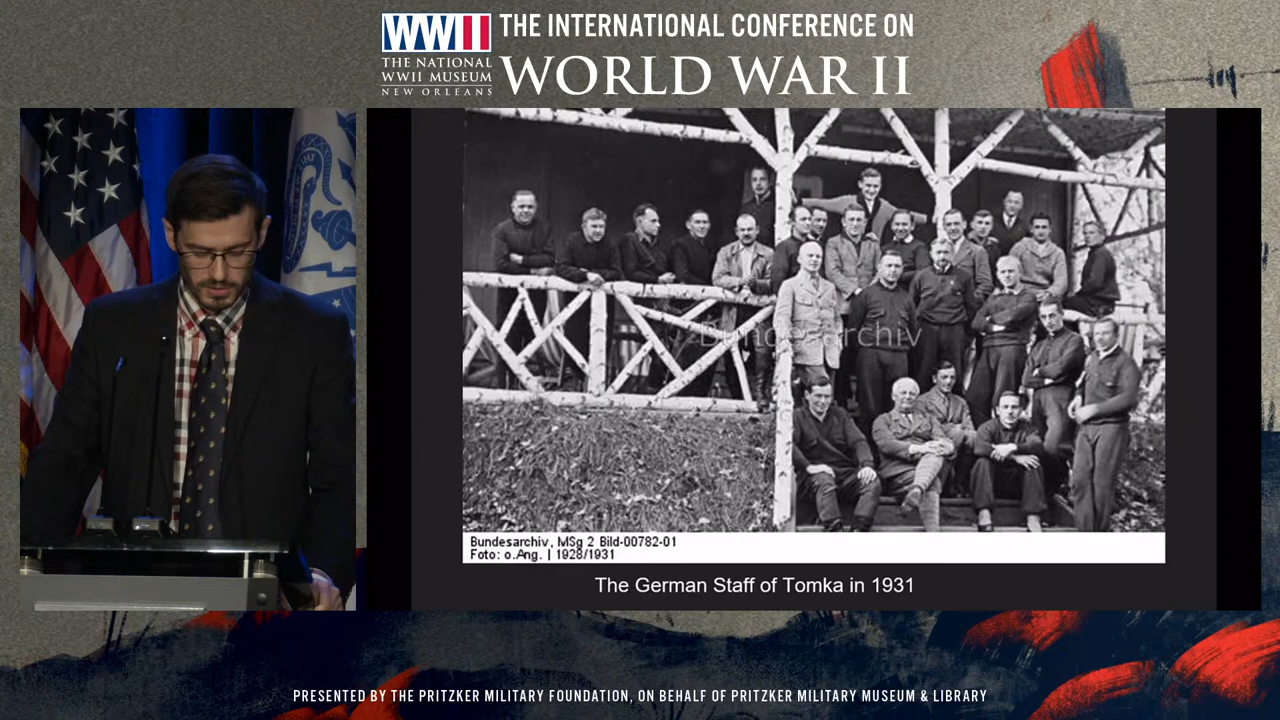 WWII
THE NATIONAL
WWII MUSEUM
NEW ORLEANS
THE INTERNATIONAL CONFERENCE ON
WORLD WAR II
Bundesarchiv
Bundesarchiv, MSg 2 Bild-00782-01
Foto: o.Ang. | 1928/1931
The German Staff of Tomka in 1931
PRESENTED BY THE PRITZKER MILITARY FOUNDATION, ON BEHALF OF PRITZKER MILITARY MUSEUM & LIBRARY